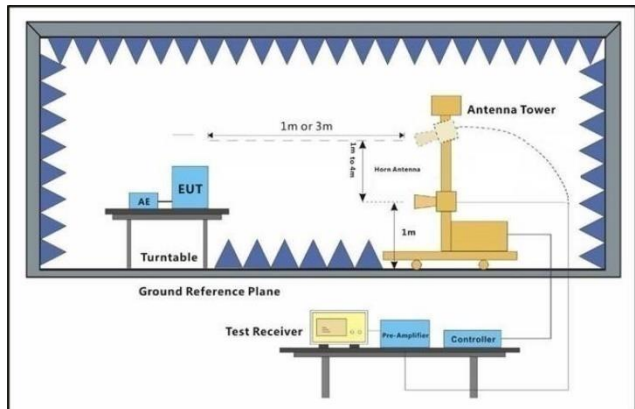 1m or 3m
Antenna Tower
1m to 4m
Horn Antenna
EUT
AE
1m
Turntable
Ground Reference Plane
Test Receiver
Pre-Amplifier
Controller